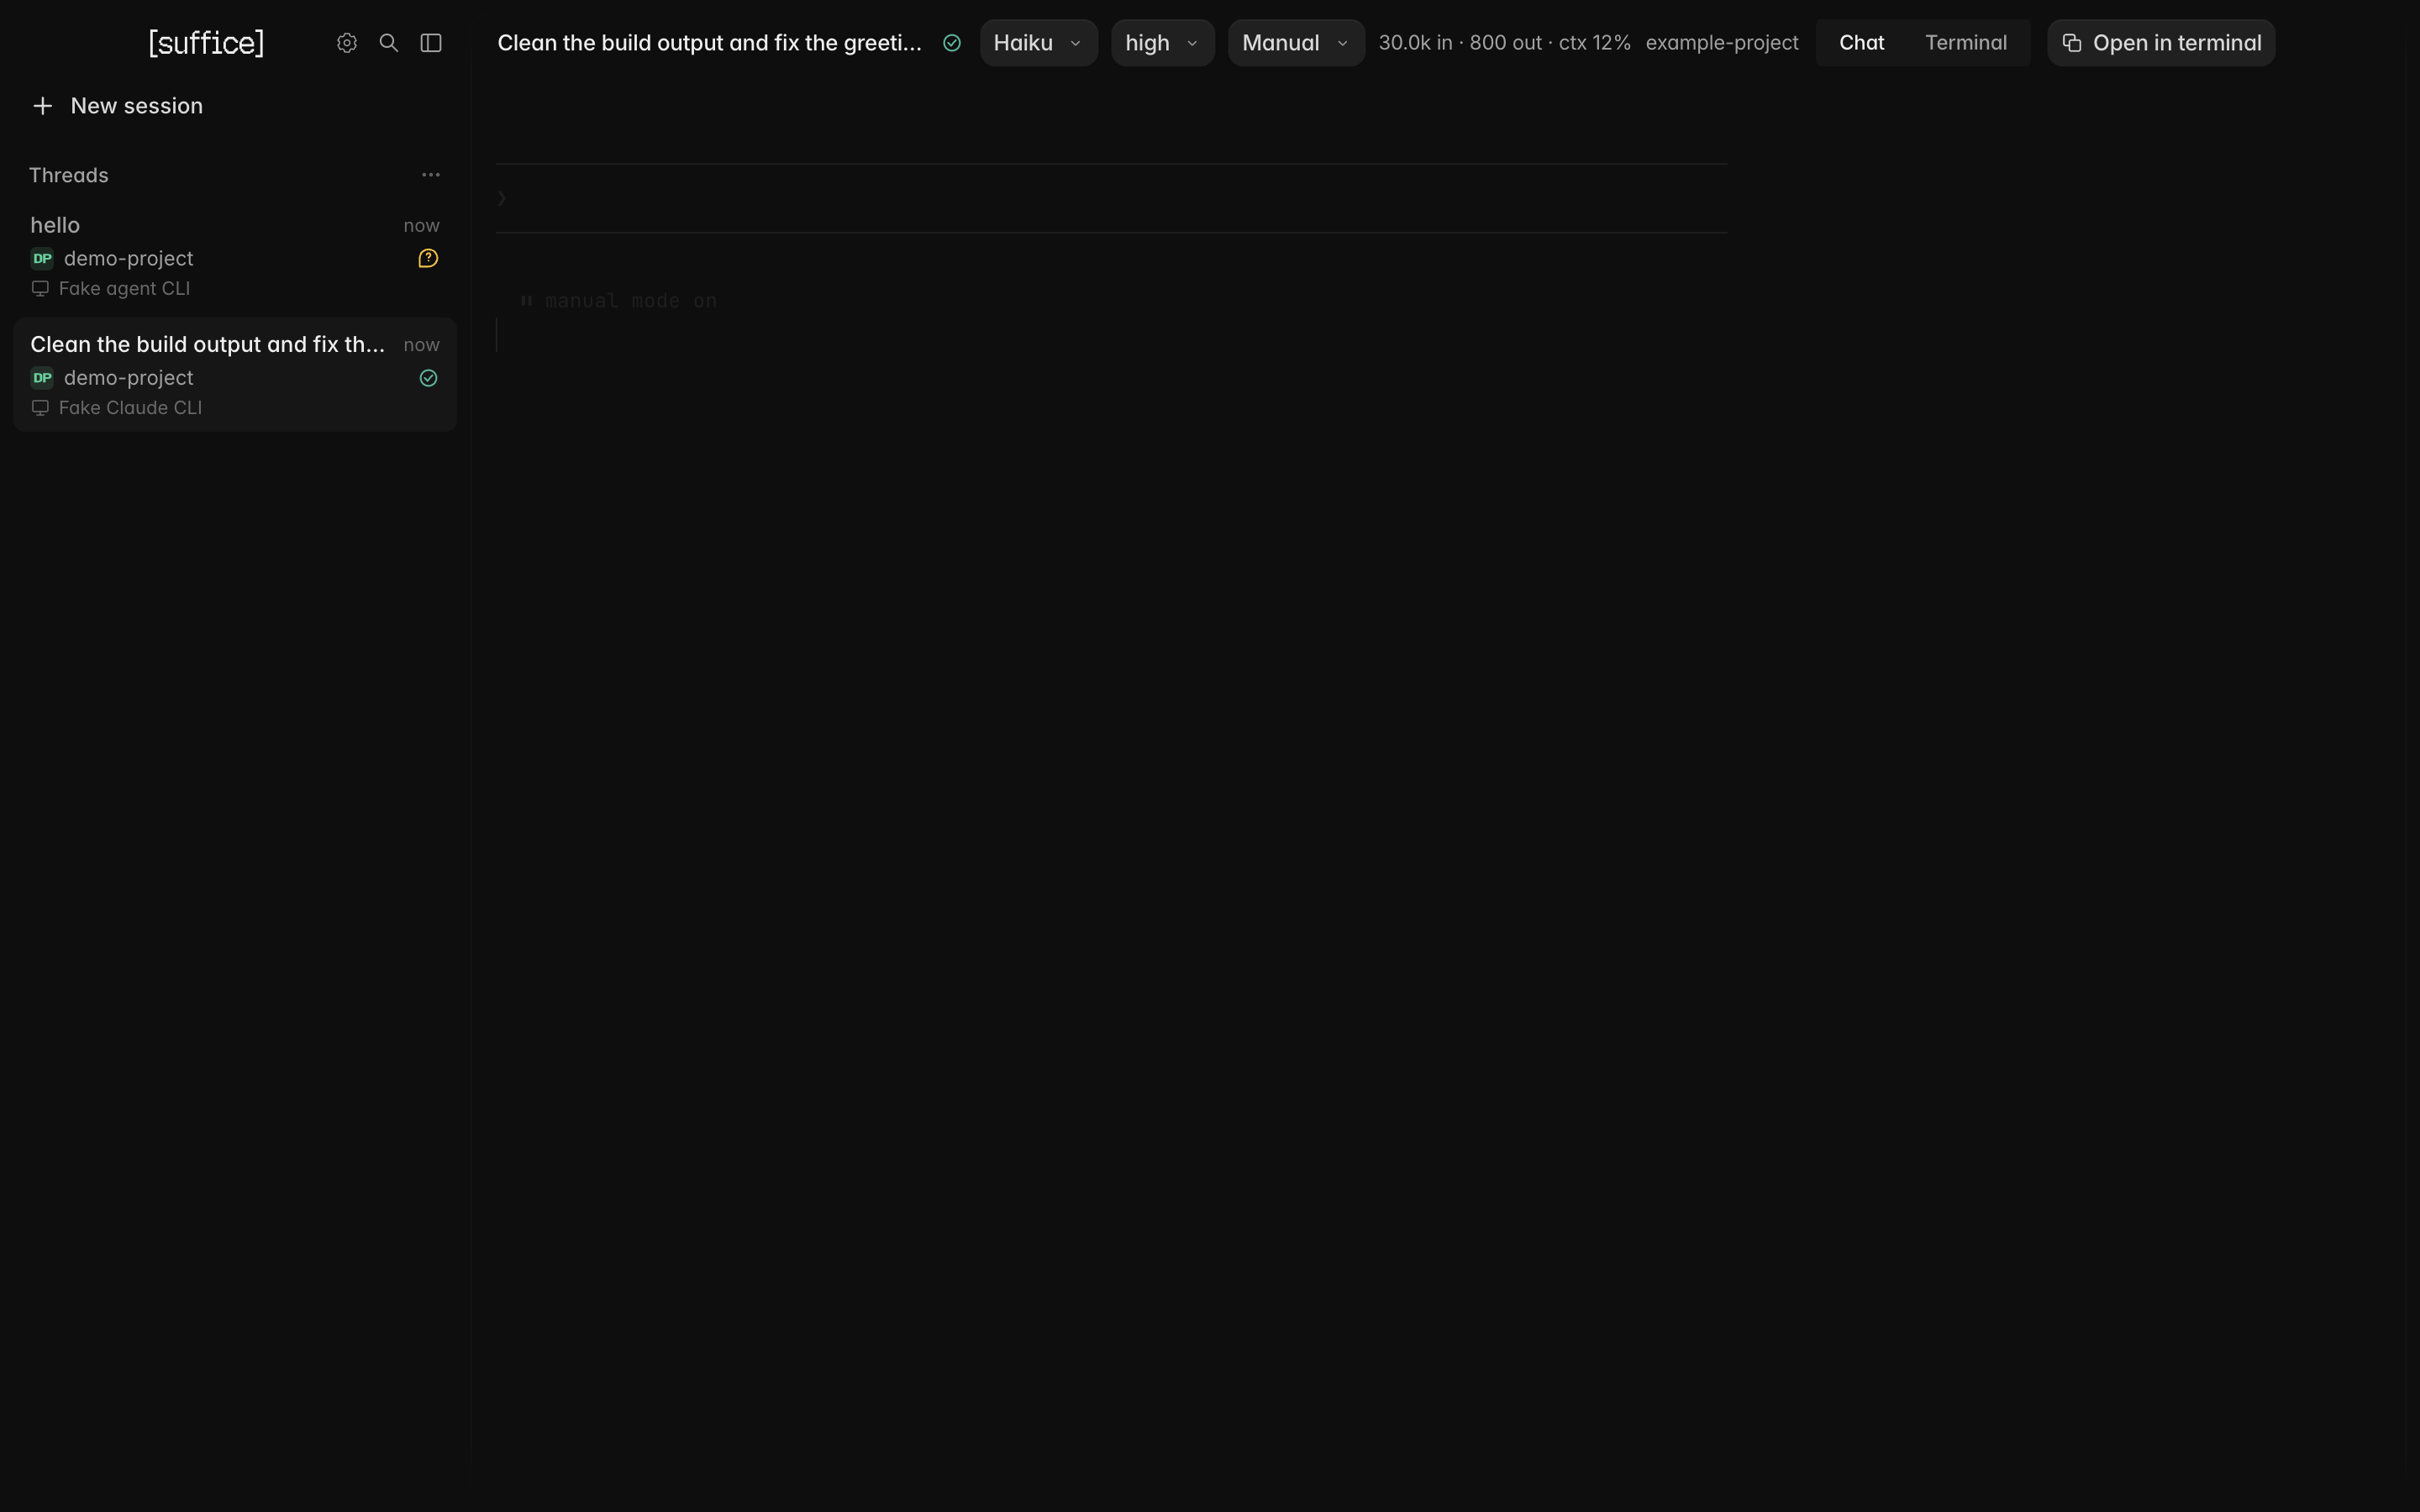 [suffice]
New session
Threads
hello now
DP demo-project
Fake agent CLI
Clean the build output and fix th... now
DP demo-project
Fake Claude CLI
Clean the build output and fix the greeti... Haiku high Manual 30.0k in · 800 out · ctx 12% example-project Chat Terminal Open in terminal
❯
⏸ manual mode on